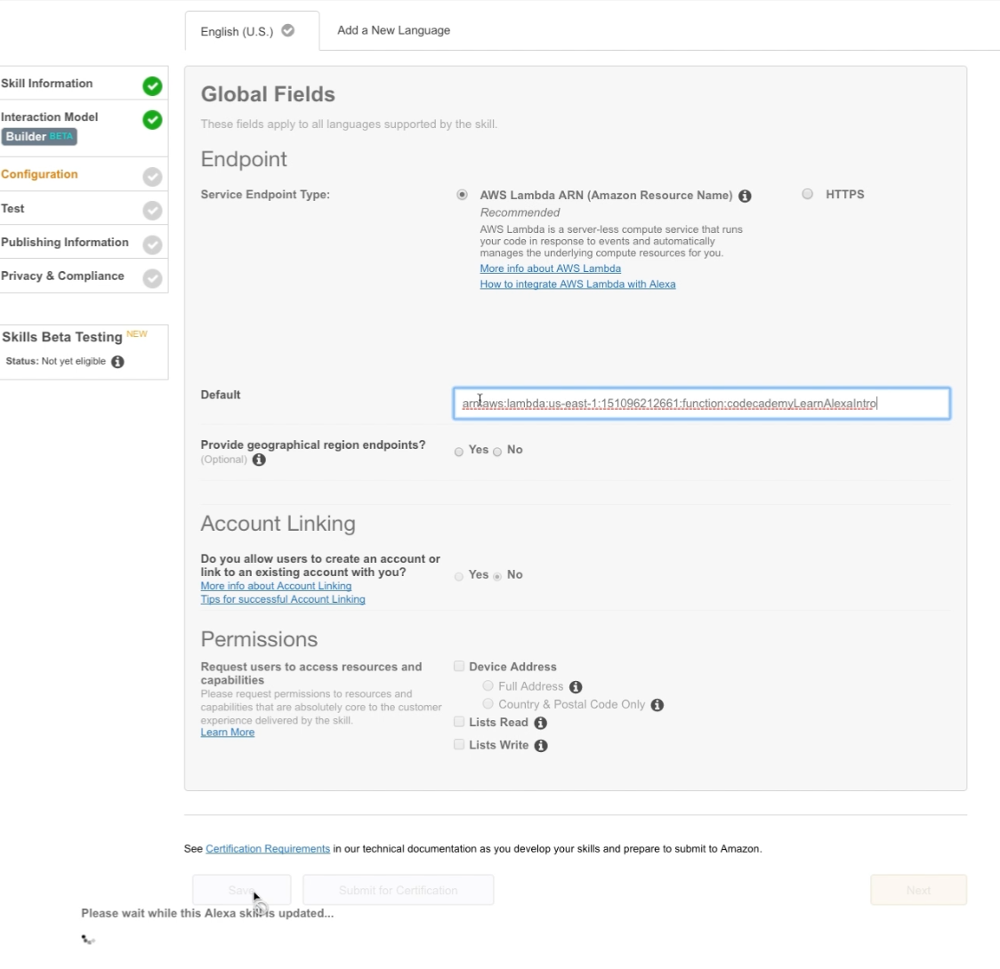 English (U.S.)
Add a New Language
Skill Information
Interaction Model
Builder BETA
Configuration
Test
Publishing Information
Privacy & Compliance
Skills Beta Testing NEW
Status: Not yet eligible
Global Fields
These fields apply to all languages supported by the skill.
Endpoint
Service Endpoint Type:
AWS Lambda ARN (Amazon Resource Name)
HTTPS
Recommended
AWS Lambda is a server-less compute service that runs
your code in response to events and automatically
manages the underlying compute resources for you.
More info about AWS Lambda
How to integrate AWS Lambda with Alexa
Default
arn:aws:lambda:us-east-1:151096212661:function:codecademyLearnAlexaIntro
Provide geographical region endpoints?
(Optional)
Yes No
Account Linking
Do you allow users to create an account or
link to an existing account with you?
Yes No
More info about Account Linking
Tips for successful Account Linking
Permissions
Request users to access resources and
capabilities
Please request permissions to resources and
capabilities that are absolutely core to the customer
experience delivered by the skill.
Learn More
Device Address
Full Address
Country & Postal Code Only
Lists Read
Lists Write
See Certification Requirements in our technical documentation as you develop your skills and prepare to submit to Amazon.
Save
Submit for Certification
Next
Please wait while this Alexa skill is updated...